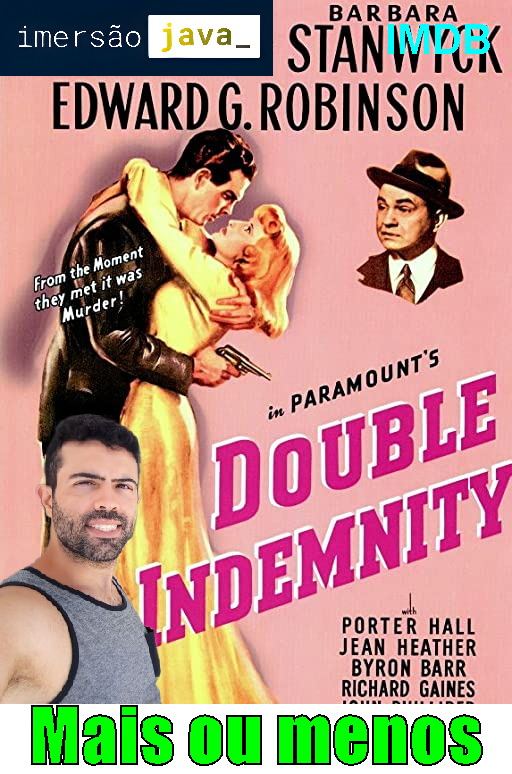 imersão java_
BARBARA
STANWYCK
IMDB
EDWARD G. ROBINSON
From the Moment
they met it was
Murder!
in PARAMOUNT'S
DOUBLE
INDEMNITY
with
PORTER HALL
JEAN HEATHER
BYRON BARR
RICHARD GAINES
Mais ou menos